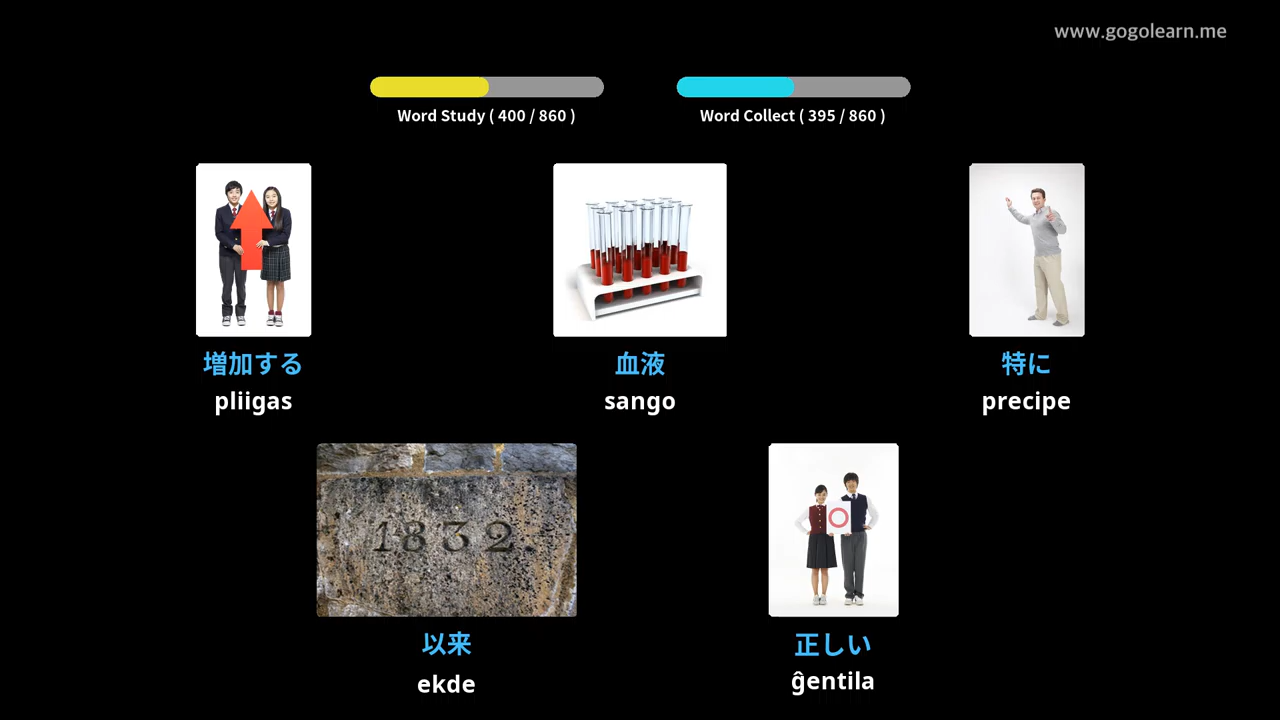 www.gogolearn.me
Word Study ( 400 / 860 )
Word Collect ( 395 / 860 )
増加する
pliigas
血液
sango
特に
precipe
1832.
以来
ekde
正しい
ĝentila